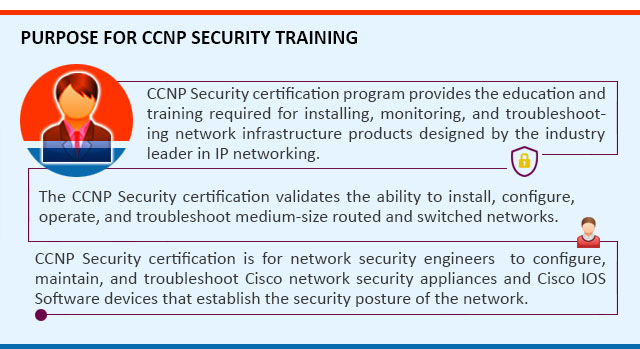 PURPOSE FOR CCNP SECURITY TRAINING
CCNP Security certification program provides the education and
training required for installing, monitoring, and troubleshoot-
ing network infrastructure products designed by the industry
leader in IP networking.
The CCNP Security certification validates the ability to install, configure,
operate, and troubleshoot medium-size routed and switched networks.
CCNP Security certification is for network security engineers  to configure,
maintain, and troubleshoot Cisco network security appliances and Cisco IOS
Software devices that establish the security posture of the network.